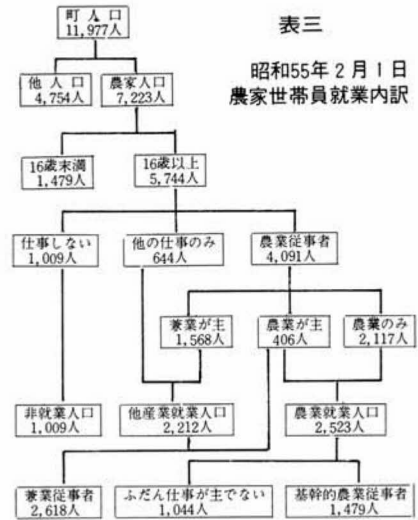 町人口
11,977人
表三
昭和55年2月1日
農家世帯員就業内訳
他人口
4,754人
農家人口
7,223人
16歳末満
1,479人
16歳以上
5,744人
仕事しない
1,009人
他の仕事のみ
644人
農業従事者
4,091人
兼業が主
1,568人
農業が主
406人
農業のみ
2,117人
非就業人口
1,009人
他産業就業人口
2,212人
農業就業人口
2,523人
兼業従事者
2,618人
ふだん仕事が主でない
1,044人
基幹的農業従事者
1,479人